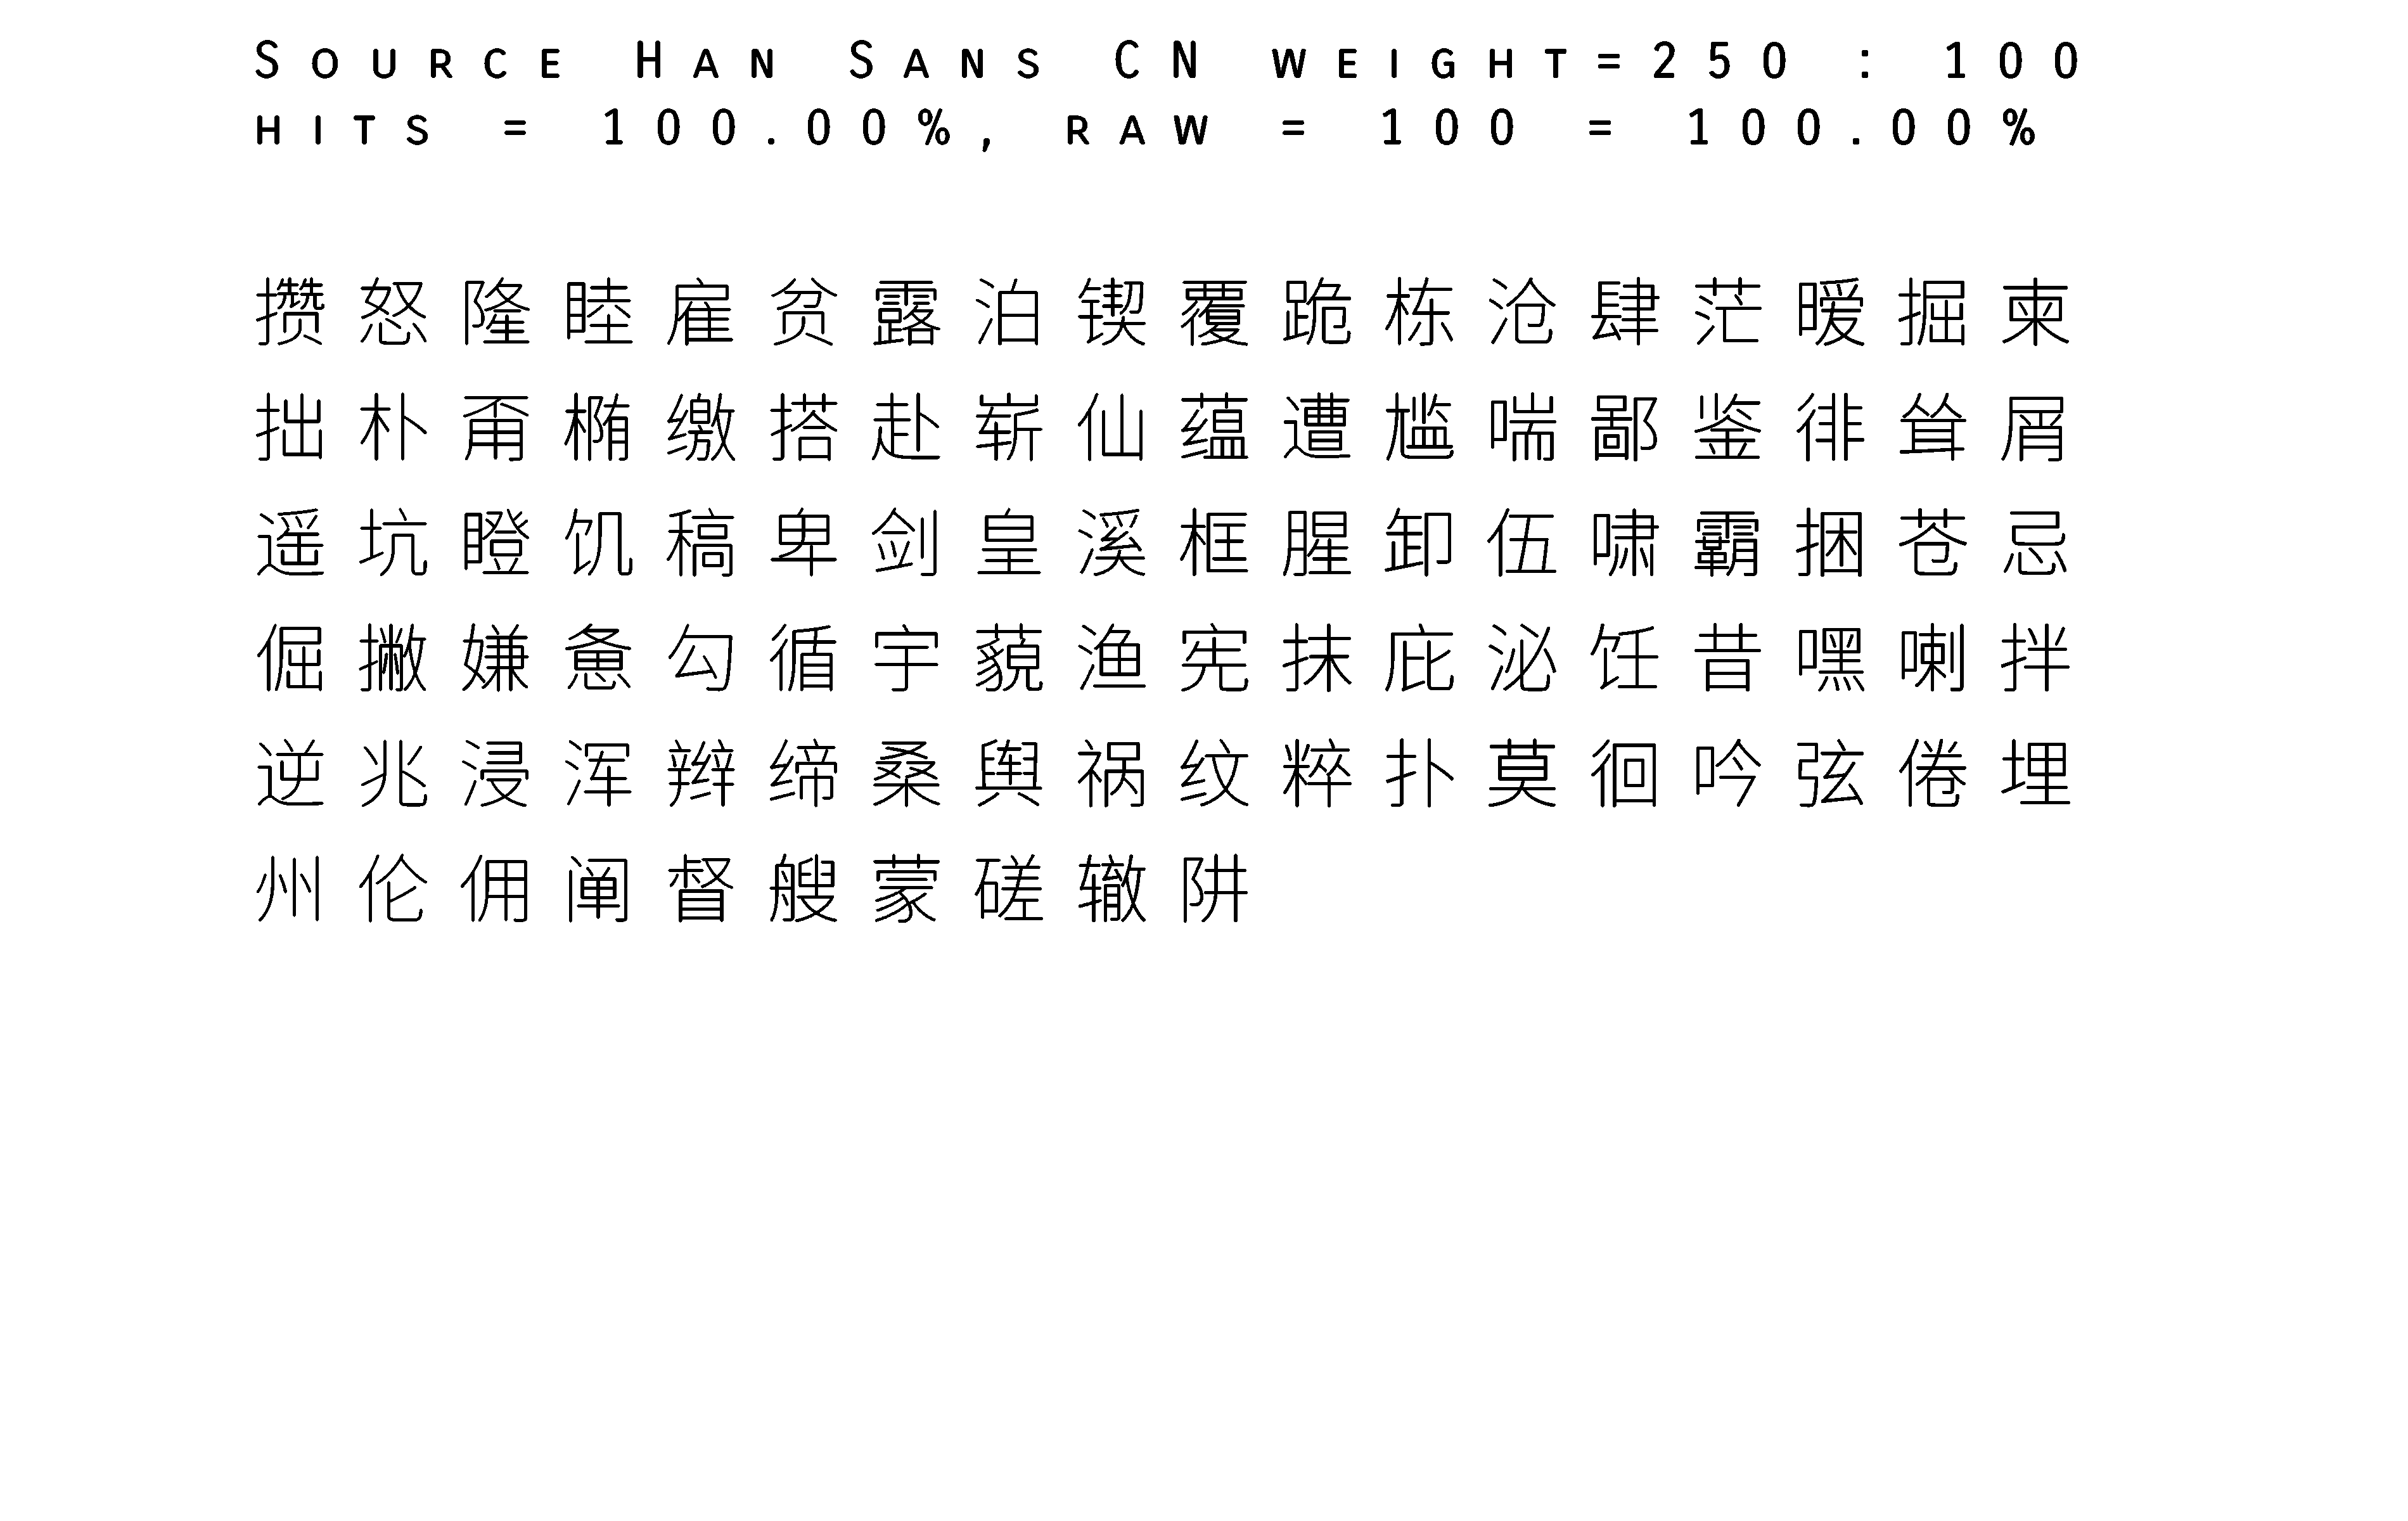 Source Han Sans CN weight=250 : 100
hits = 100.00%, raw = 100 = 100.00%
攒怒隆睦雇贫露泊锲覆跪栋沧肆茫暖掘柬
拙朴甭椭缴搭赴崭仙蕴遭尴喘鄙鉴徘耸屑
遥坑瞪饥稿卑剑皇溪框腥卸伍啸霸捆苍忌
倔撇嫌惫勾循宇藐渔宪抹庇泌饪昔嘿喇拌
逆兆浸浑辫缔桑舆祸纹粹扑莫徊吟弦倦埋
州伦佣阐督艘蒙磋辙阱